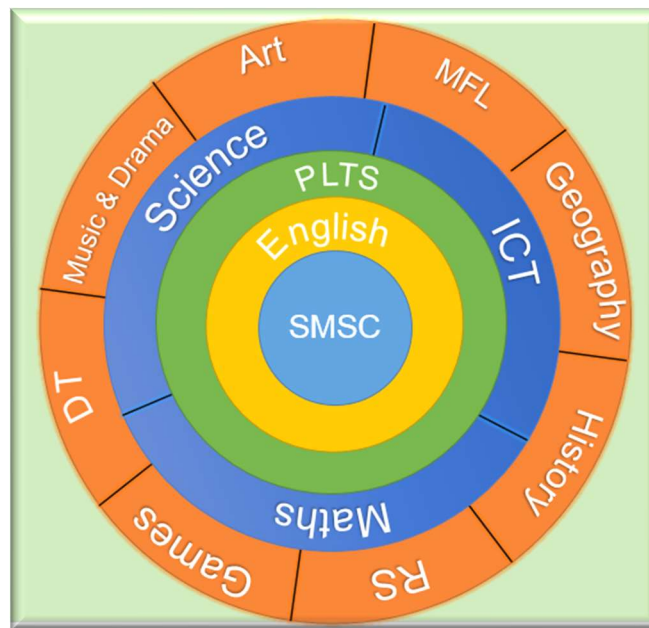 Art
MFL
Geography
History
RS
Games
DT
Music & Drama
Science
ICT
Maths
PLTS
English
SMSC